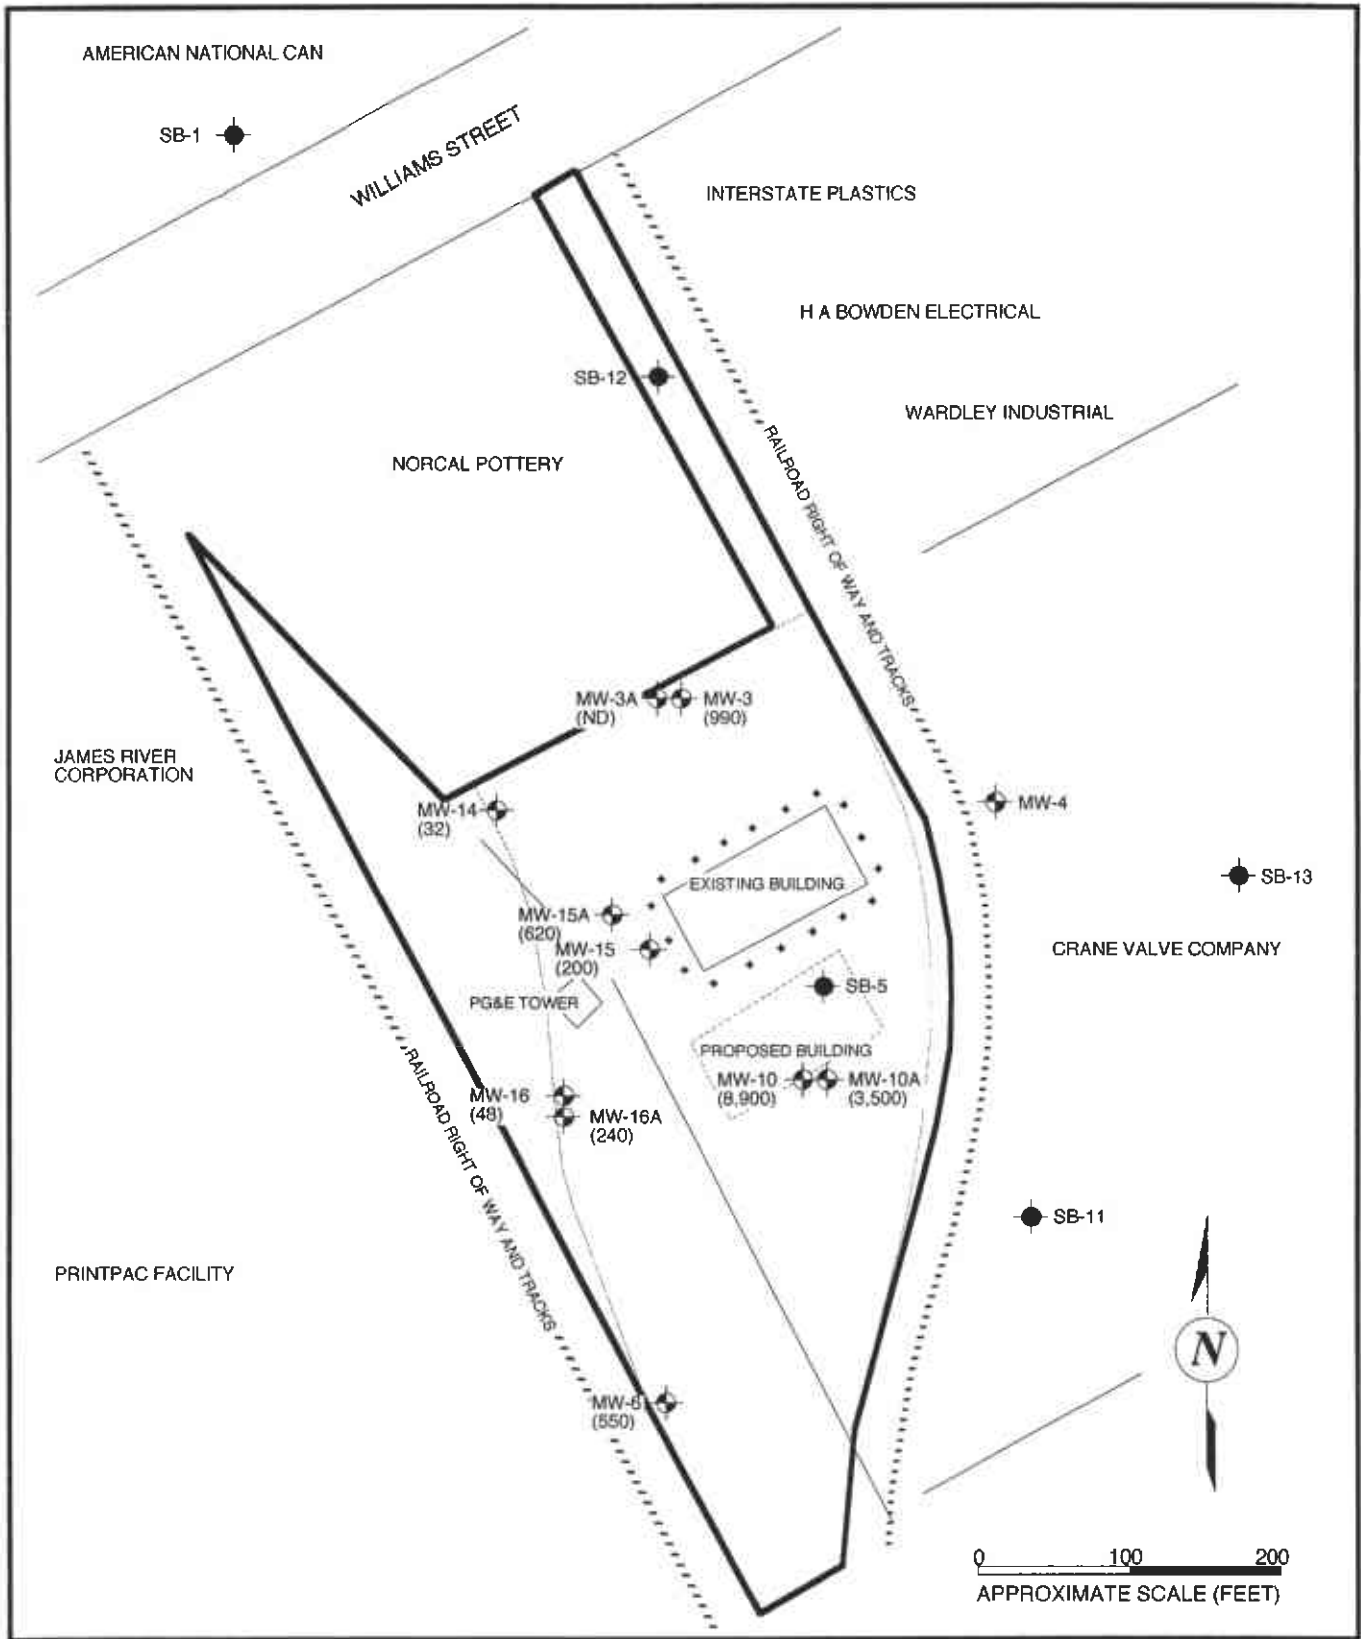 AMERICAN NATIONAL CAN
SB-1
WILLIAMS STREET
INTERSTATE PLASTICS
H A BOWDEN ELECTRICAL
SB-12
WARDLEY INDUSTRIAL
NORCAL POTTERY
RAILROAD RIGHT OF WAY AND TRACKS
MW-3A
(ND)
MW-3
(990)
JAMES RIVER
CORPORATION
MW-14
(32)
MW-4
EXISTING BUILDING
SB-13
MW-15A
(620)
MW-15
(200)
CRANE VALVE COMPANY
PG&E TOWER
SB-5
PROPOSED BUILDING
MW-10
(8,900)
MW-10A
(3,500)
RAILROAD RIGHT OF WAY AND TRACKS
MW-16
(48)
MW-16A
(240)
SB-11
PRINTPAC FACILITY
N
(550)
0 100 200
APPROXIMATE SCALE (FEET)